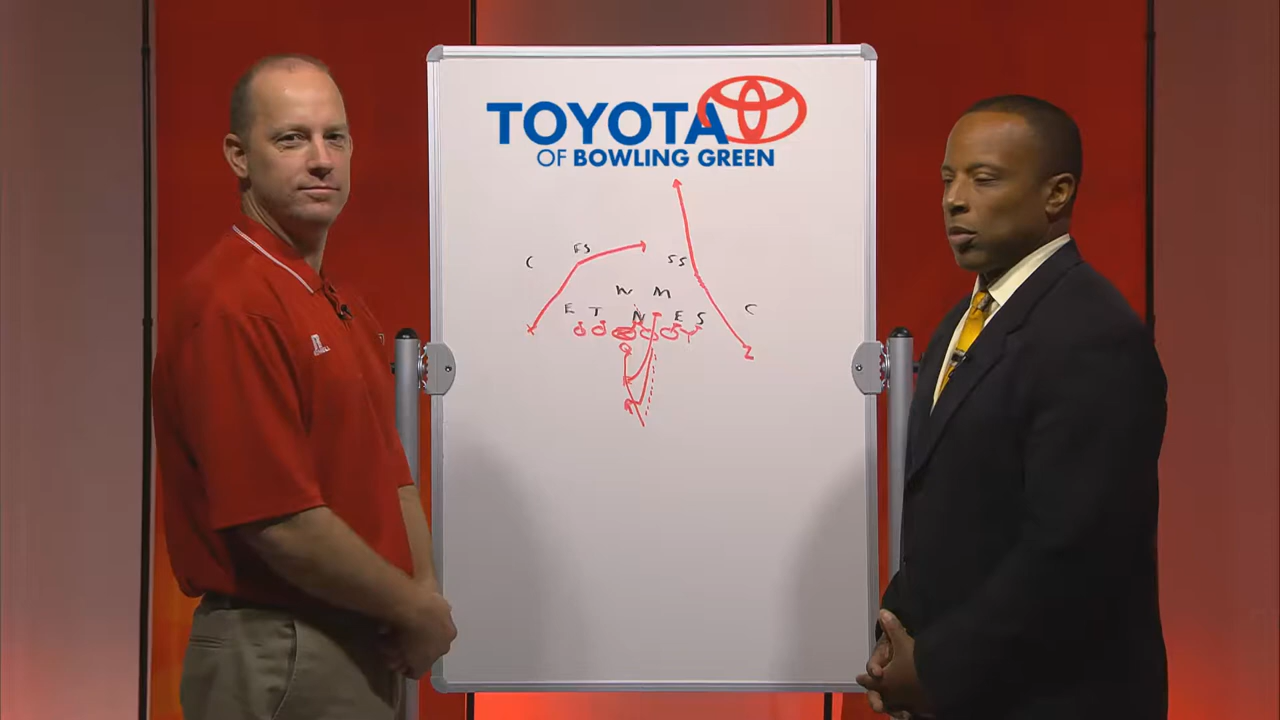 TOYOTA
OF BOWLING GREEN
FS
C
SS
W M
E T N E S C
X
Z
R